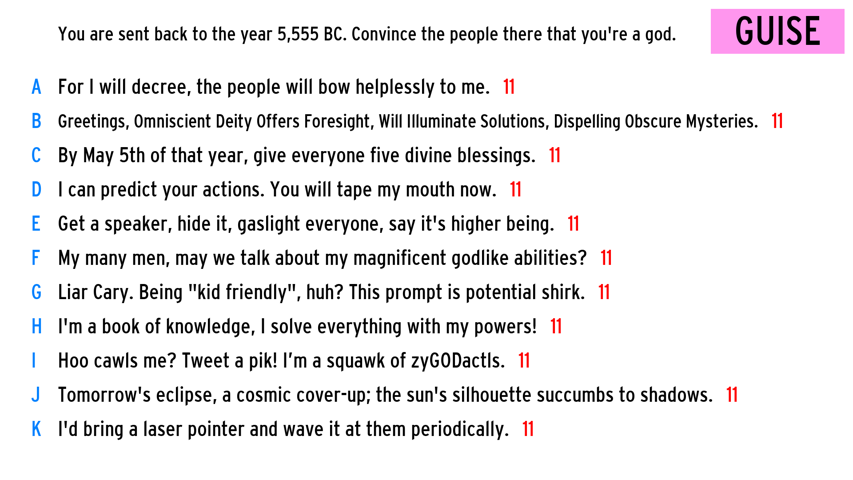 You are sent back to the year 5,555 BC. Convince the people there that you're a god.
GUISE
A For I will decree, the people will bow helplessly to me. 11
B Greetings, Omniscient Deity Offers Foresight, Will Illuminate Solutions, Dispelling Obscure Mysteries. 11
C By May 5th of that year, give everyone five divine blessings. 11
D I can predict your actions. You will tape my mouth now. 11
E Get a speaker, hide it, gaslight everyone, say it's higher being. 11
F My many men, may we talk about my magnificent godlike abilities? 11
G Liar Cary. Being "kid friendly", huh? This prompt is potential shirk. 11
H I'm a book of knowledge, I solve everything with my powers! 11
I Hoo cawls me? Tweet a pik! I'm a squawk of zyGODactls. 11
J Tomorrow's eclipse, a cosmic cover-up; the sun's silhouette succumbs to shadows. 11
K I'd bring a laser pointer and wave it at them periodically. 11